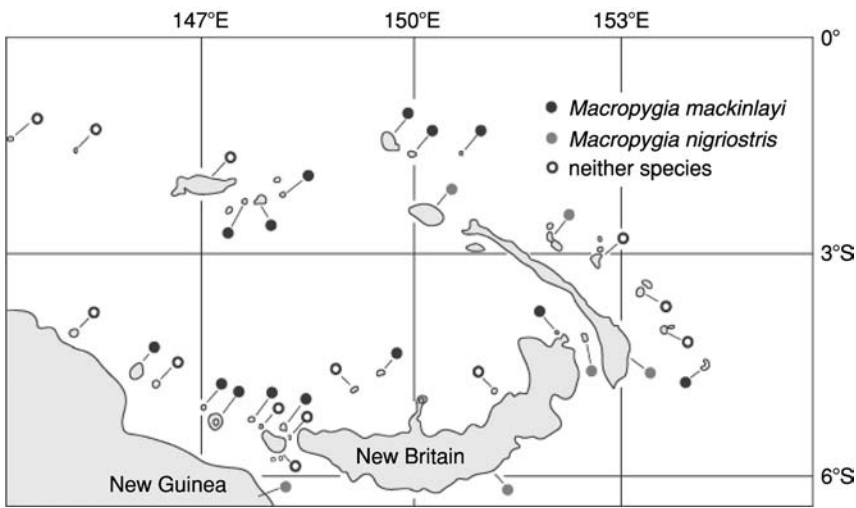 147°E 150°E 153°E
0°
Macropygia mackinlayi
Macropygia nigriostris
neither species
3°S
New Britain
New Guinea
6°S